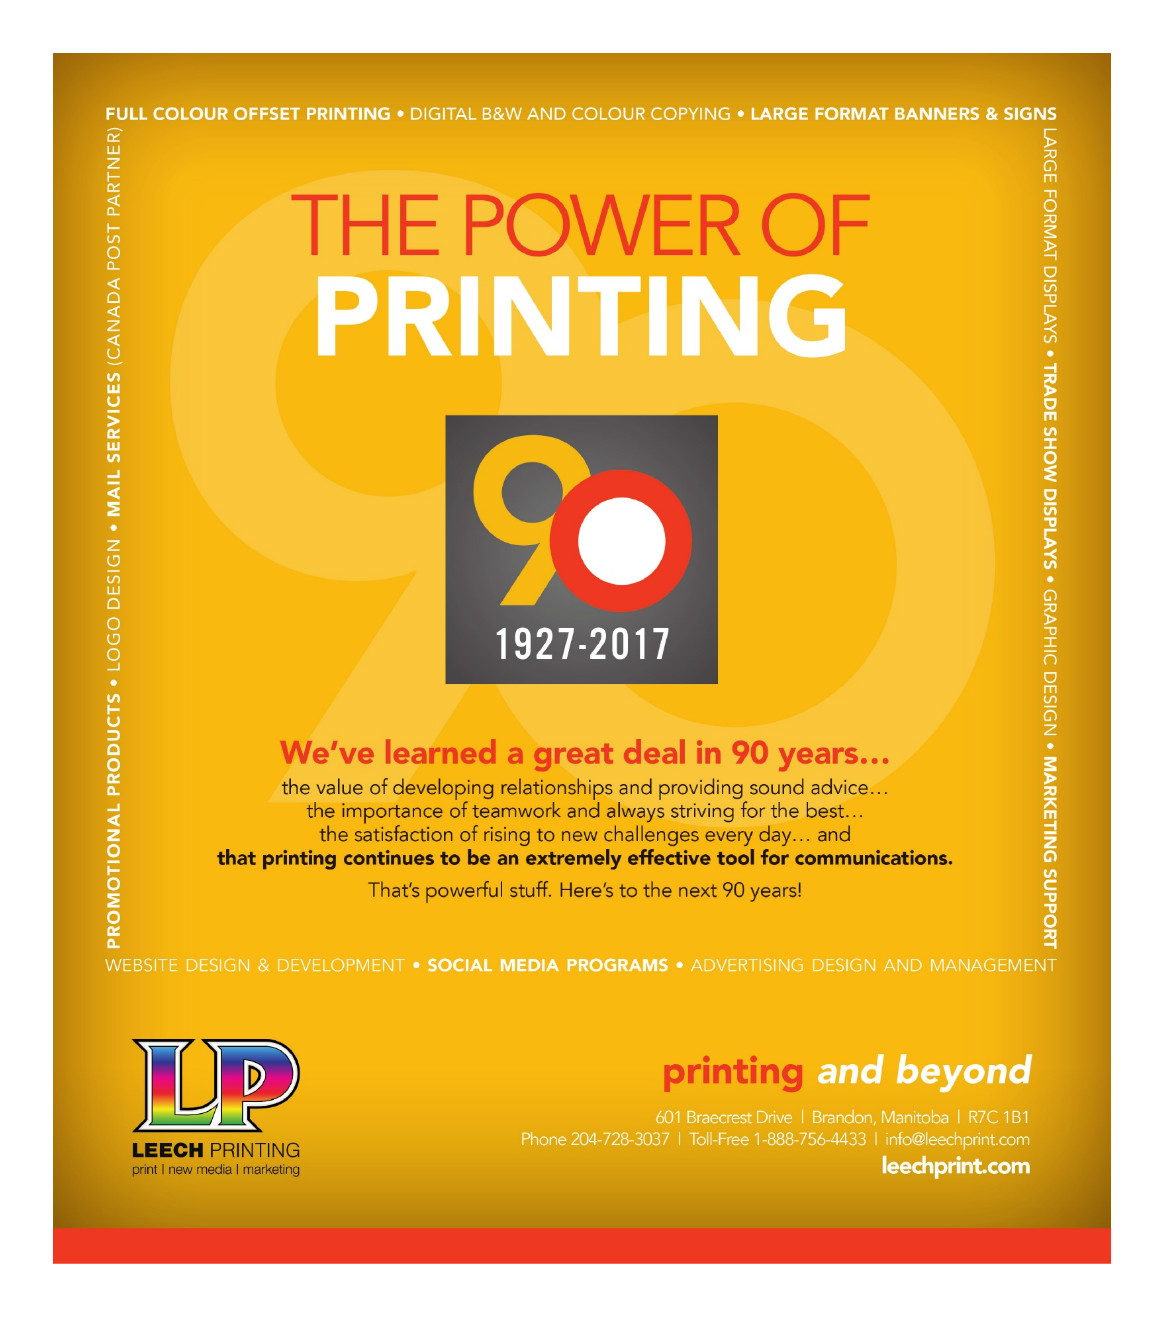 FULL COLOUR OFFSET PRINTING • DIGITAL B&W AND COLOUR COPYING • LARGE FORMAT BANNERS & SIGNS
LARGE FORMAT DISPLAYS • TRADE SHOW DISPLAYS • GRAPHIC DESIGN • MARKETING SUPPORT
PROMOTIONAL PRODUCTS • LOGO DESIGN • MAIL SERVICES (CANADA POST PARTNER)
90
THE POWER OF
PRINTING
90
1927-2017
We've learned a great deal in 90 years...
the value of developing relationships and providing sound advice...
the importance of teamwork and always striving for the best...
the satisfaction of rising to new challenges every day... and
that printing continues to be an extremely effective tool for communications.
That's powerful stuff. Here's to the next 90 years!
WEBSITE DESIGN & DEVELOPMENT • SOCIAL MEDIA PROGRAMS • ADVERTISING DESIGN AND MANAGEMENT
LP
LEECH PRINTING
print | new media | marketing
printing and beyond
601 Braecrest Drive | Brandon, Manitoba | R7C 1B1
Phone 204-728-3037 | Toll-Free 1-888-756-4433 | info@leechprint.com
leechprint.com